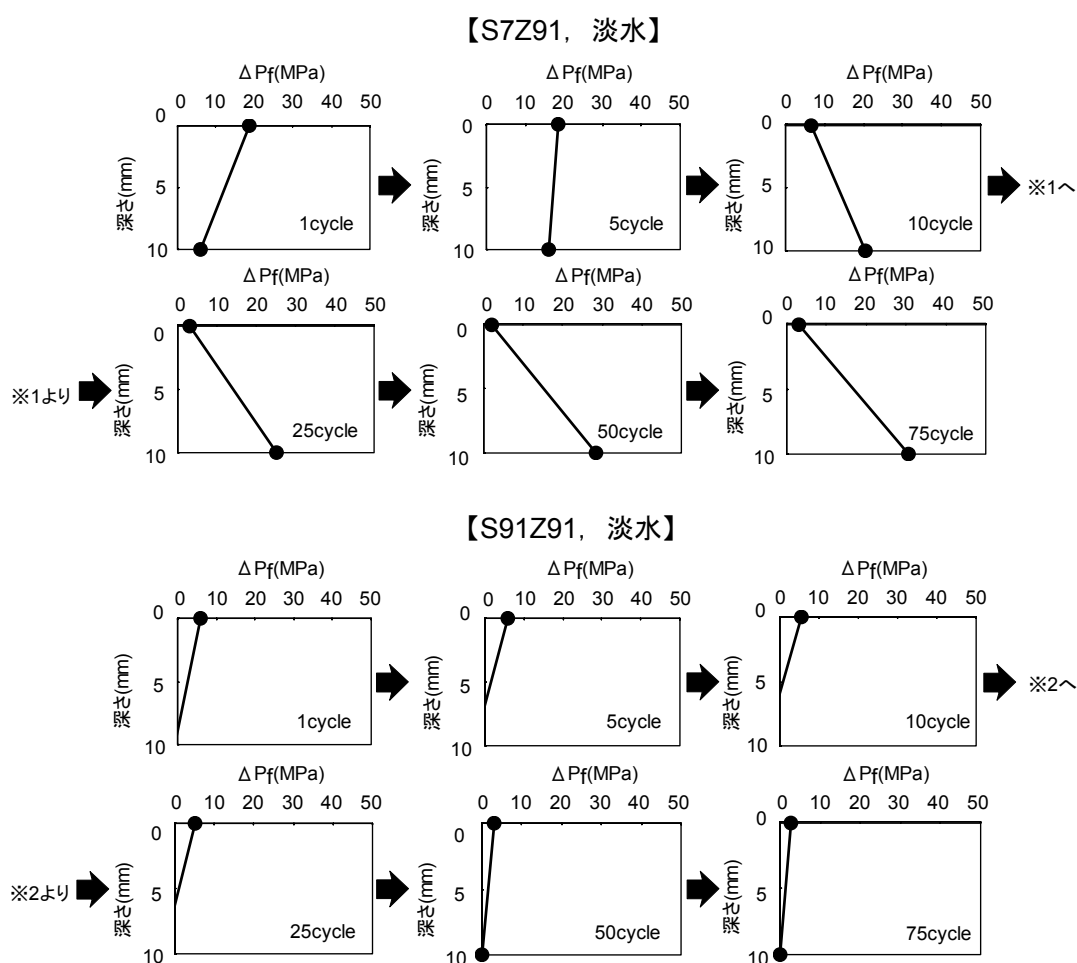 【S7Z91, 淡水】
ΔPf(MPa) ΔPf(MPa) ΔPf(MPa)
0 10 20 30 40 50 0 10 20 30 40 50 0 10 20 30 40 50
0 0 0
深さ(mm) 5 深さ(mm) 5 深さ(mm) 5 ※1へ
1cycle 5cycle 10cycle
10 10 10
ΔPf(MPa) ΔPf(MPa) ΔPf(MPa)
0 10 20 30 40 50 0 10 20 30 40 50 0 10 20 30 40 50
0 0 0
※1より 深さ(mm) 5 深さ(mm) 5 深さ(mm) 5
25cycle 50cycle 75cycle
10 10 10
【S91Z91, 淡水】
ΔPf(MPa) ΔPf(MPa) ΔPf(MPa)
0 10 20 30 40 50 0 10 20 30 40 50 0 10 20 30 40 50
0 0 0
深さ(mm) 5 深さ(mm) 5 深さ(mm) 5 ※2へ
1cycle 5cycle 10cycle
10 10 10
ΔPf(MPa) ΔPf(MPa) ΔPf(MPa)
0 10 20 30 40 50 0 10 20 30 40 50 0 10 20 30 40 50
0 0 0
※2より 深さ(mm) 5 深さ(mm) 5 深さ(mm) 5
25cycle 50cycle 75cycle
10 10 10